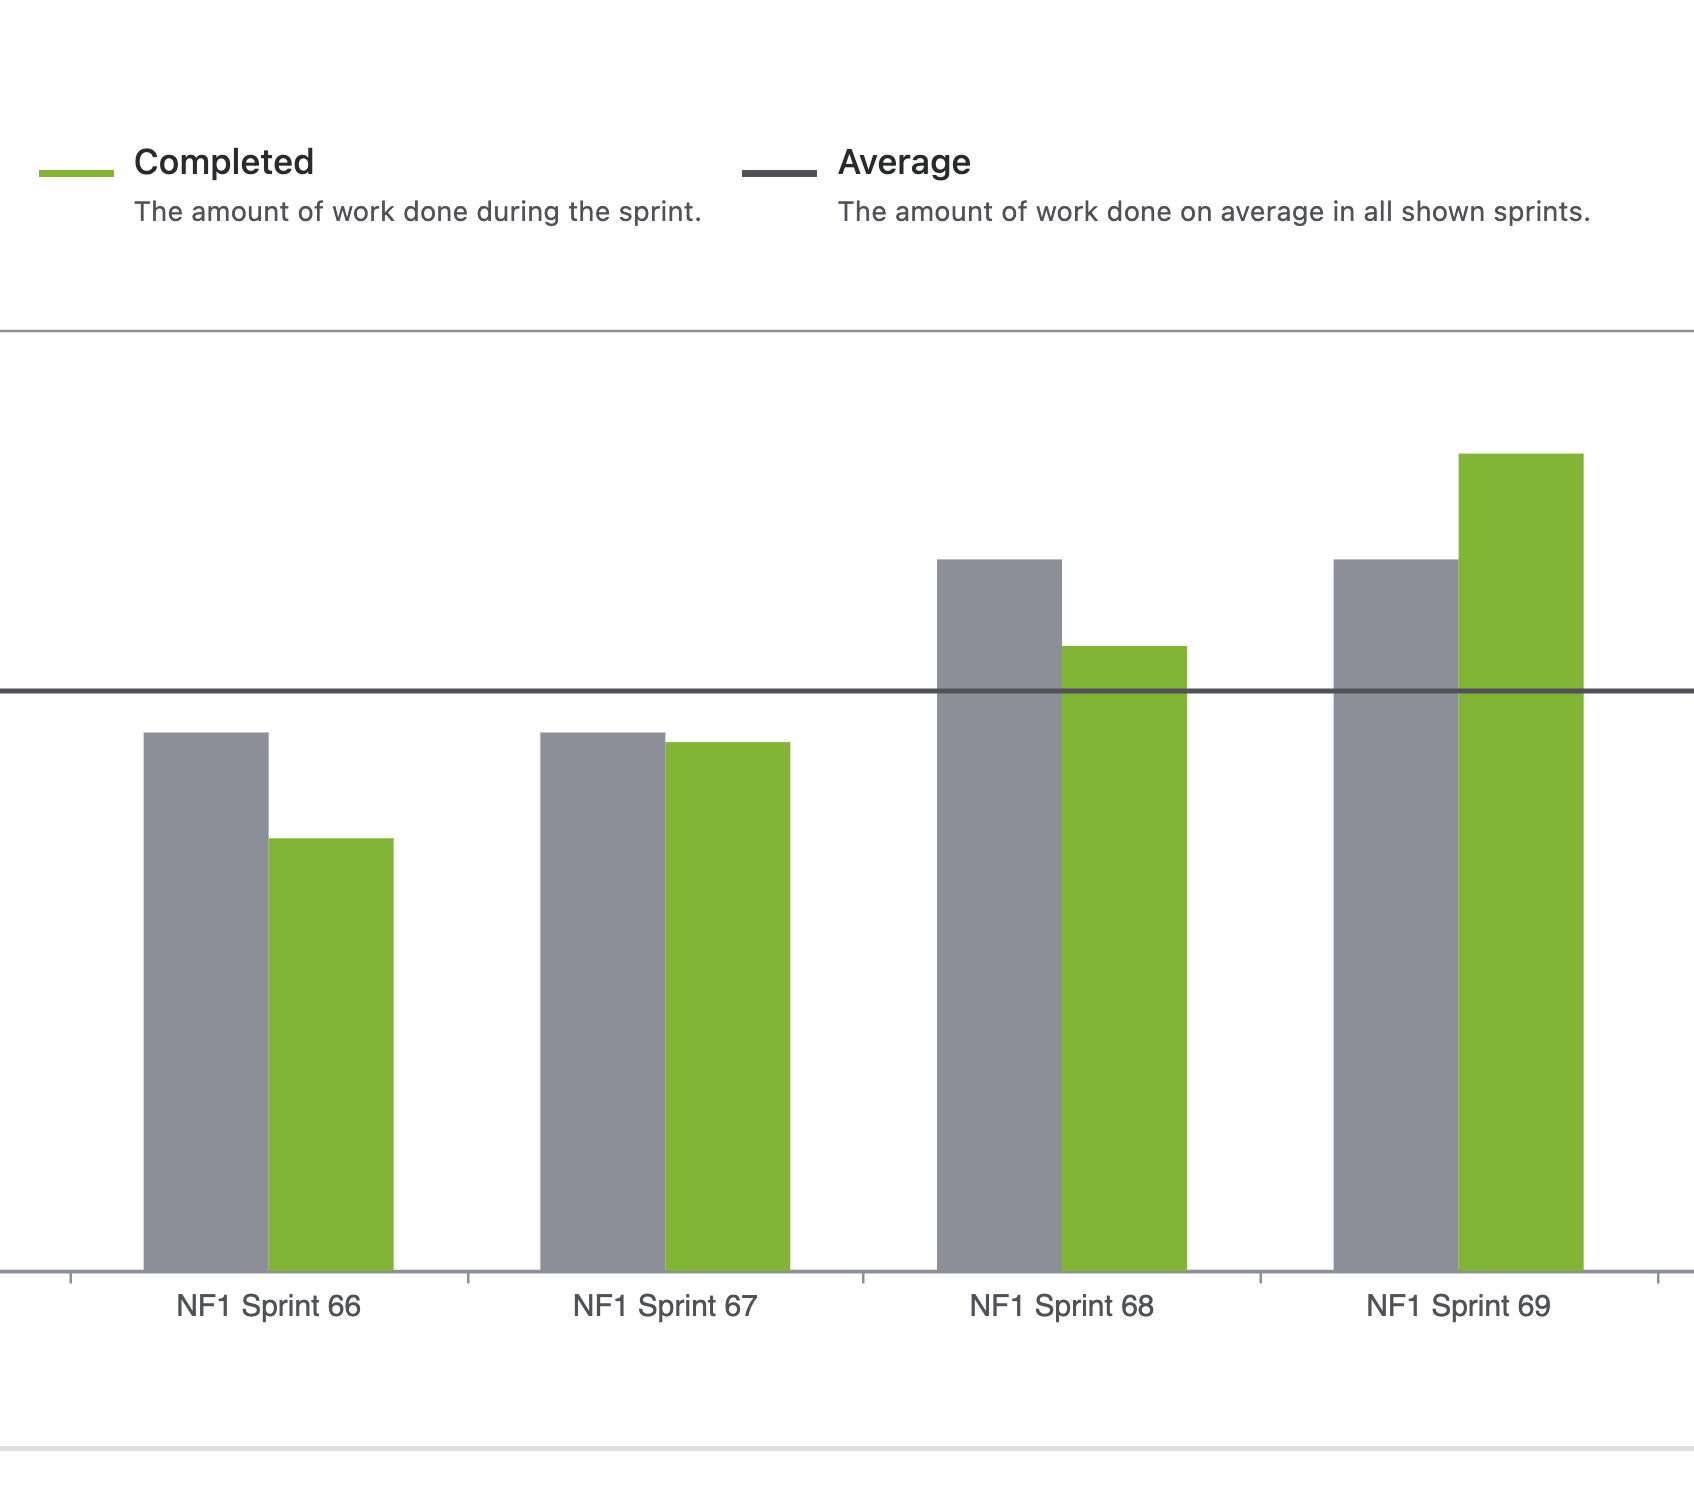 Completed
The amount of work done during the sprint.
Average
The amount of work done on average in all shown sprints.
NF1 Sprint 66
NF1 Sprint 67
NF1 Sprint 68
NF1 Sprint 69